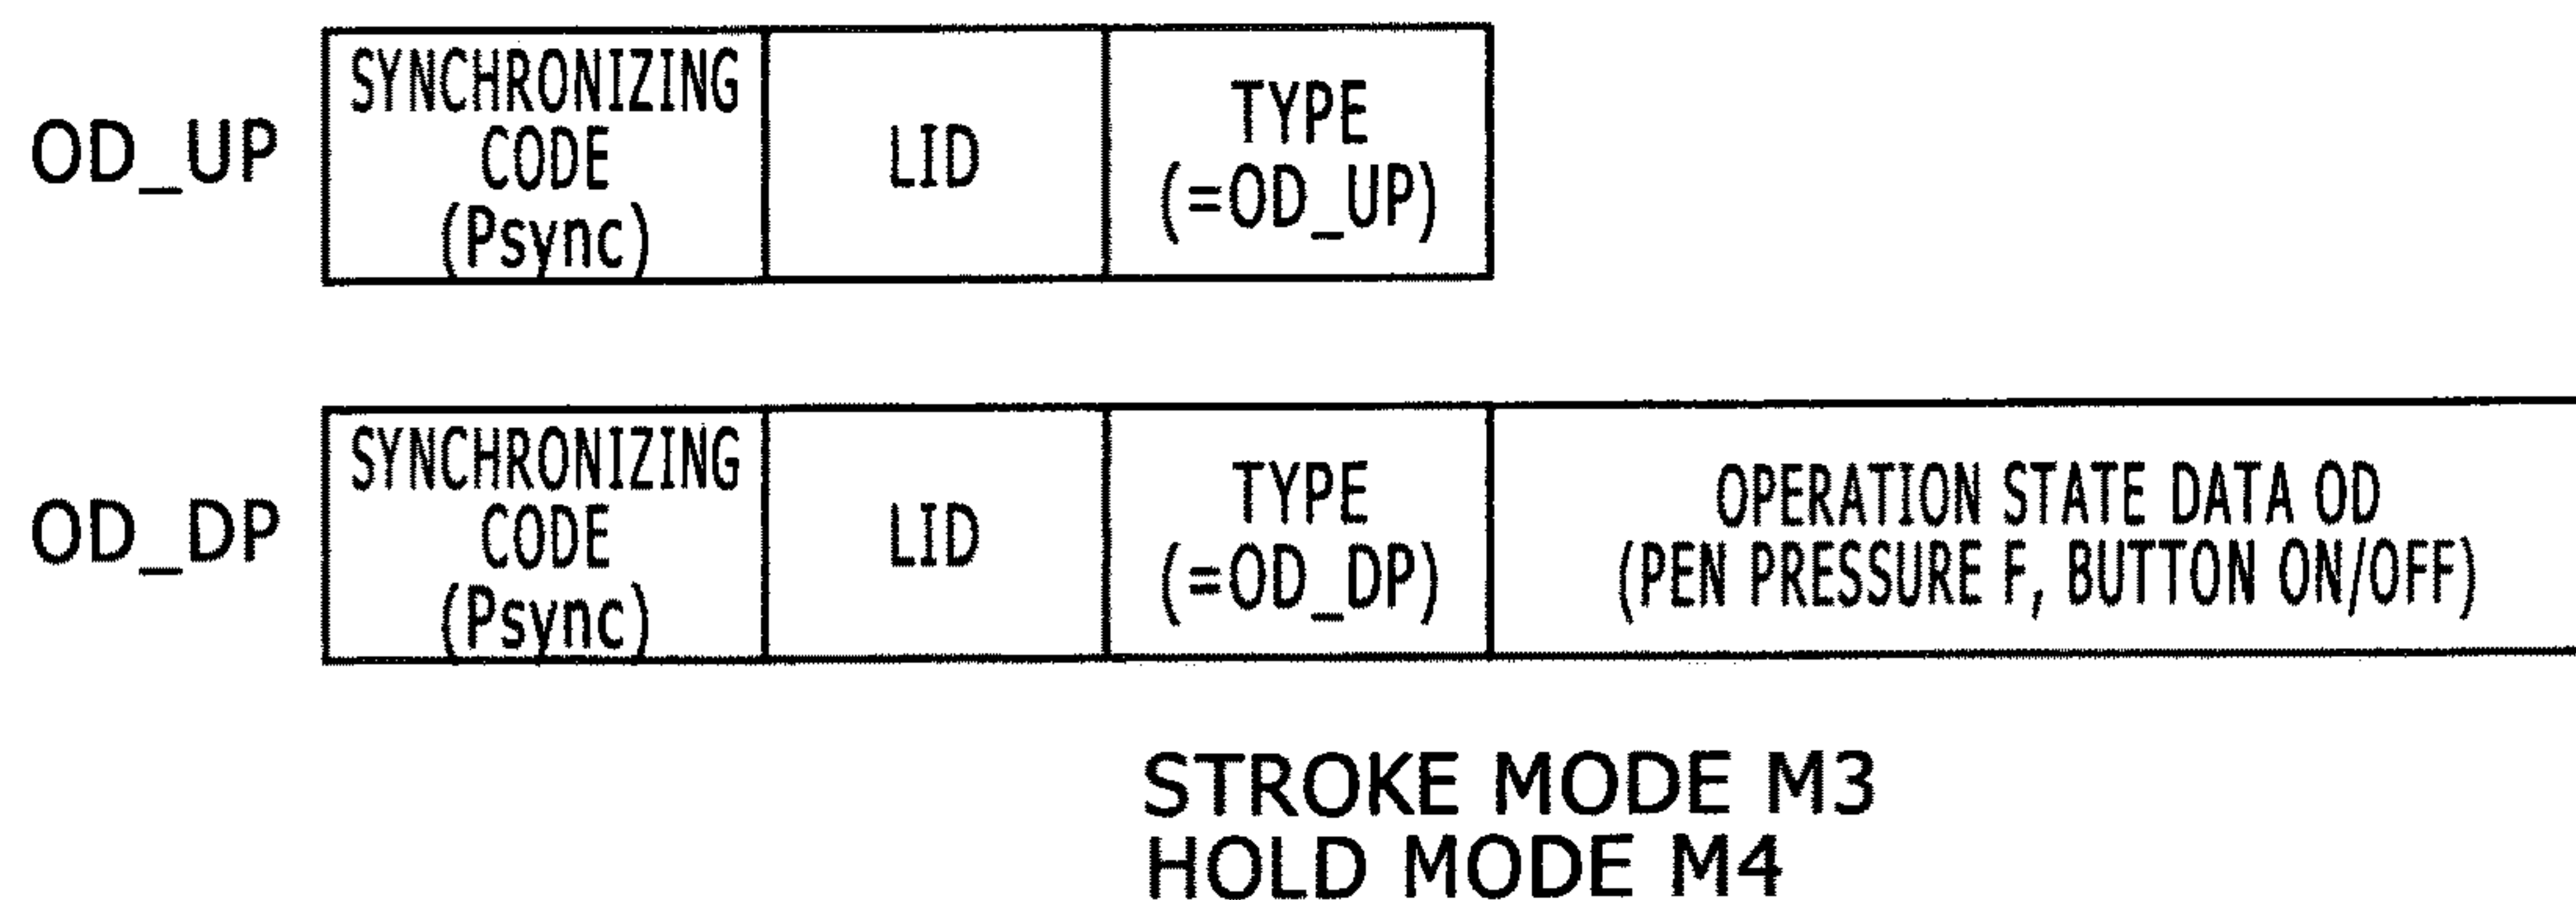 OD_UP
SYNCHRONIZING
CODE
(Psync)
LID
TYPE
(=OD_UP)
OD_DP
SYNCHRONIZING
CODE
(Psync)
LID
TYPE
(=OD_DP)
OPERATION STATE DATA OD
(PEN PRESSURE F, BUTTON ON/OFF)
STROKE MODE M3
HOLD MODE M4